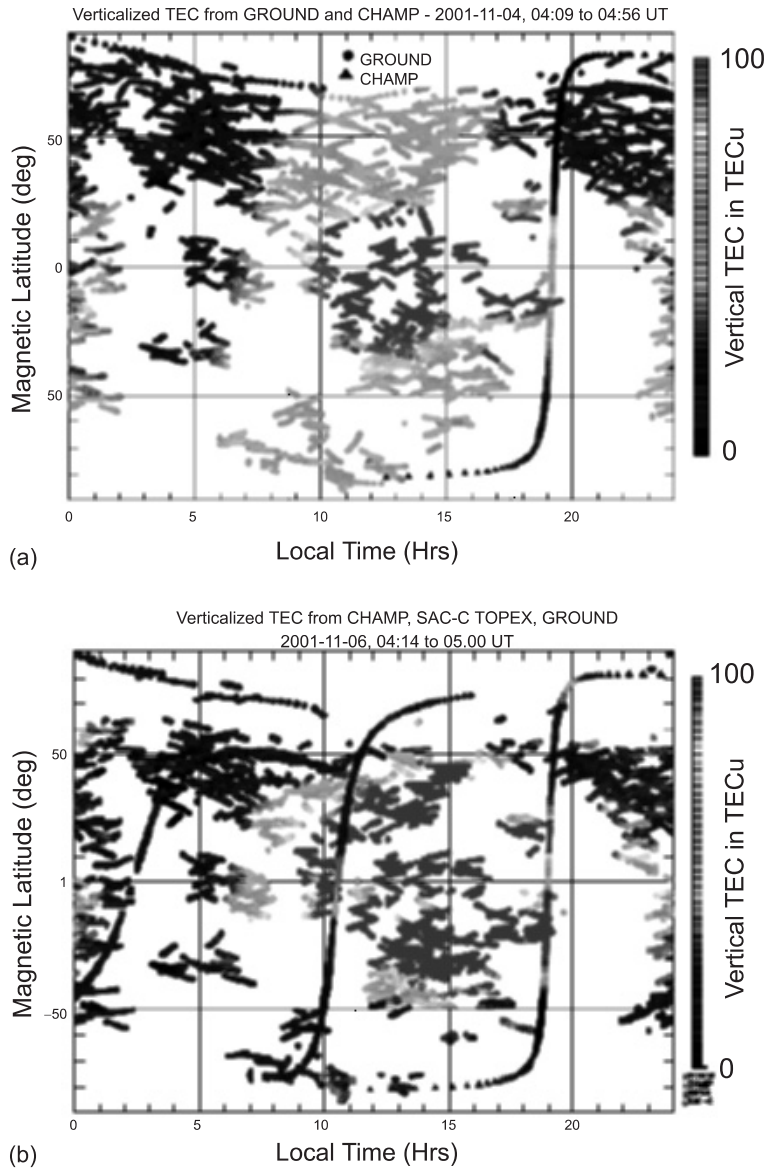 Verticalized TEC from GROUND and CHAMP - 2001-11-04, 04:09 to 04:56 UT
GROUND
CHAMP
100
50
0
50
Magnetic Latitude (deg)
Vertical TEC in TECu
0
0 5 10 15 20
Local Time (Hrs)
(a)
Verticalized TEC from CHAMP, SAC-C TOPEX, GROUND
2001-11-06, 04:14 to 05.00 UT
100
50
1
−50
Magnetic Latitude (deg)
Vertical TEC in TECu
0
0 5 10 15 20
Local Time (Hrs)
(b)